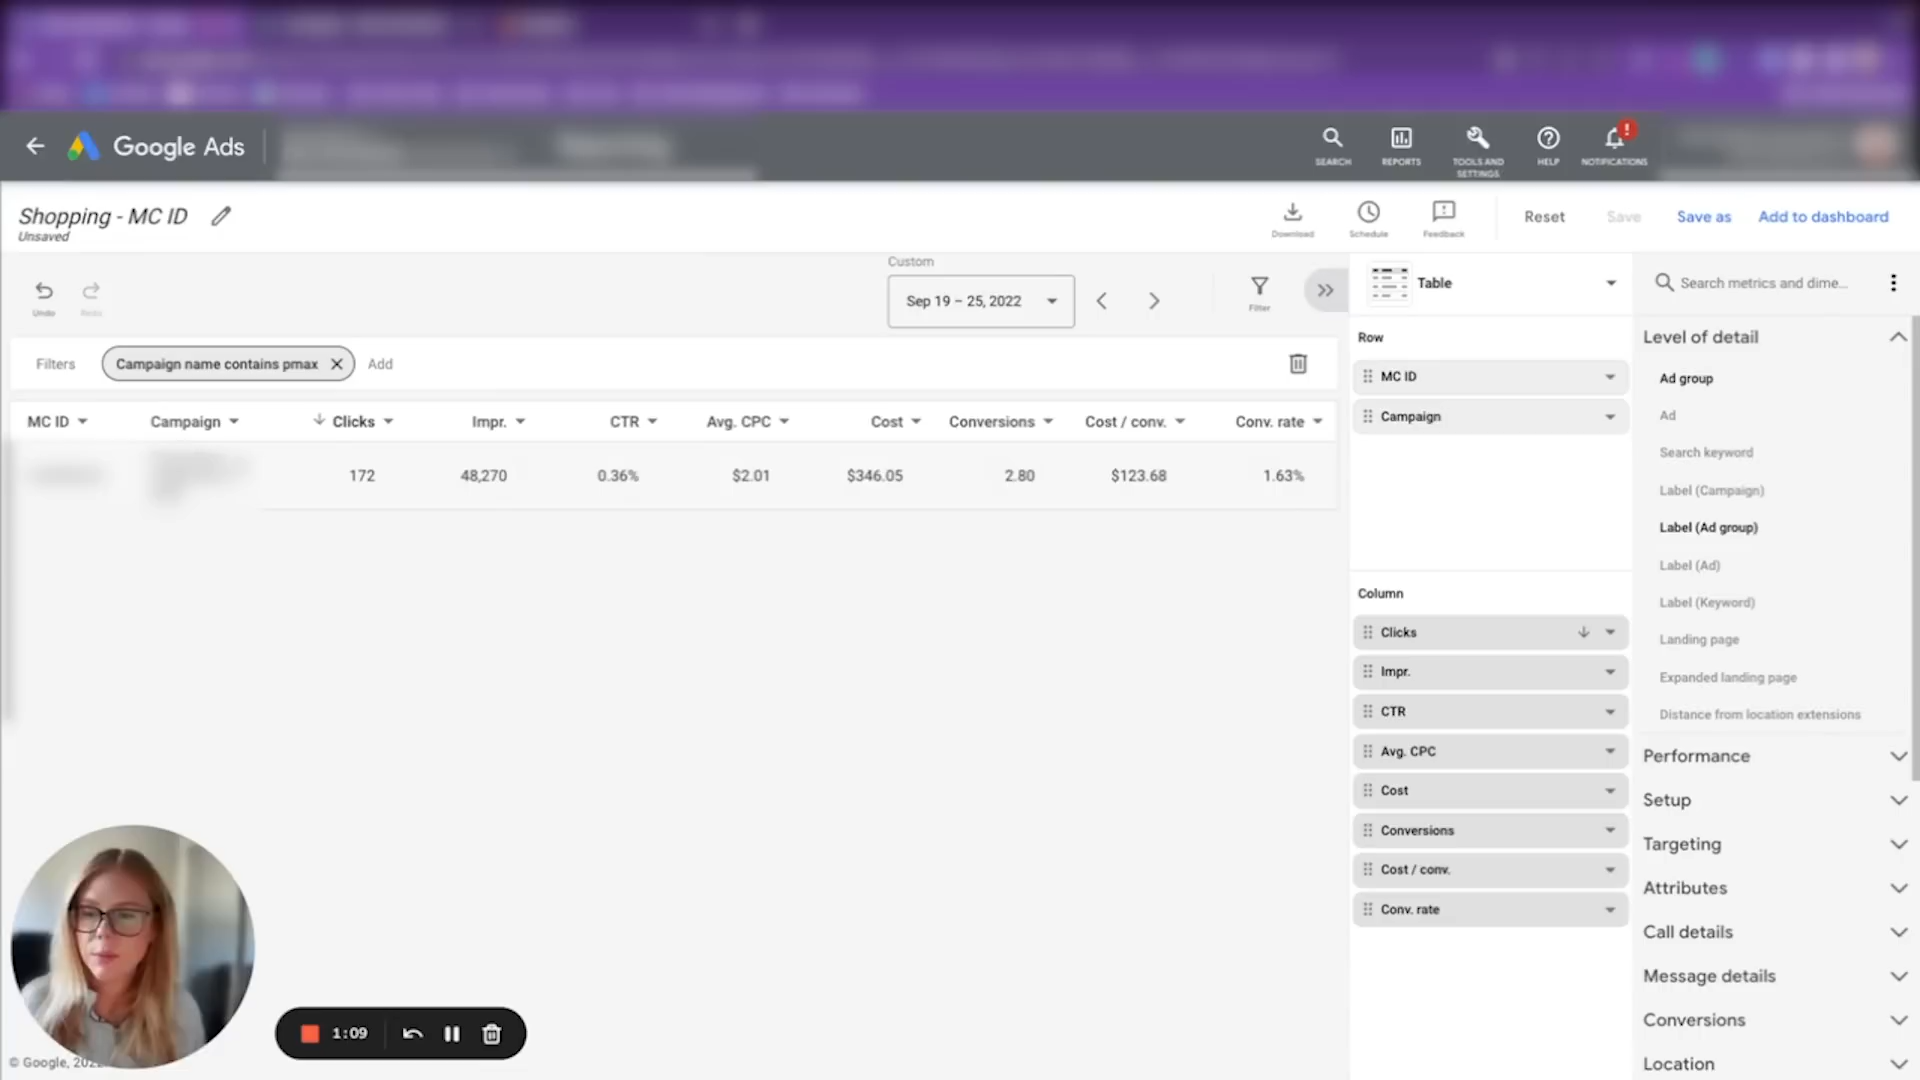 Google Ads
SEARCH
REPORTS
TOOLS AND
SETTINGS
HELP
!
NOTIFICATIONS
Shopping - MC ID
Unsaved
Download
Schedule
Feedback
Reset
Save
Save as
Add to dashboard
Undo
Redo
Custom
Sep 19 – 25, 2022
Filter
Filters
Campaign name contains pmax
Add
MC ID Campaign Clicks Impr. CTR Avg. CPC Cost Conversions Cost / conv. Conv. rate
172 48,270 0.36% $2.01 $346.05 2.80 $123.68 1.63%
Table
Row
MC ID
Campaign
Column
Clicks
Impr.
CTR
Avg. CPC
Cost
Conversions
Cost / conv.
Conv. rate
Search metrics and dime...
Level of detail
Ad group
Ad
Search keyword
Label (Campaign)
Label (Ad group)
Label (Ad)
Label (Keyword)
Landing page
Expanded landing page
Distance from location extensions
Performance
Setup
Targeting
Attributes
Call details
Message details
Conversions
Location
1:09
© Google, 202